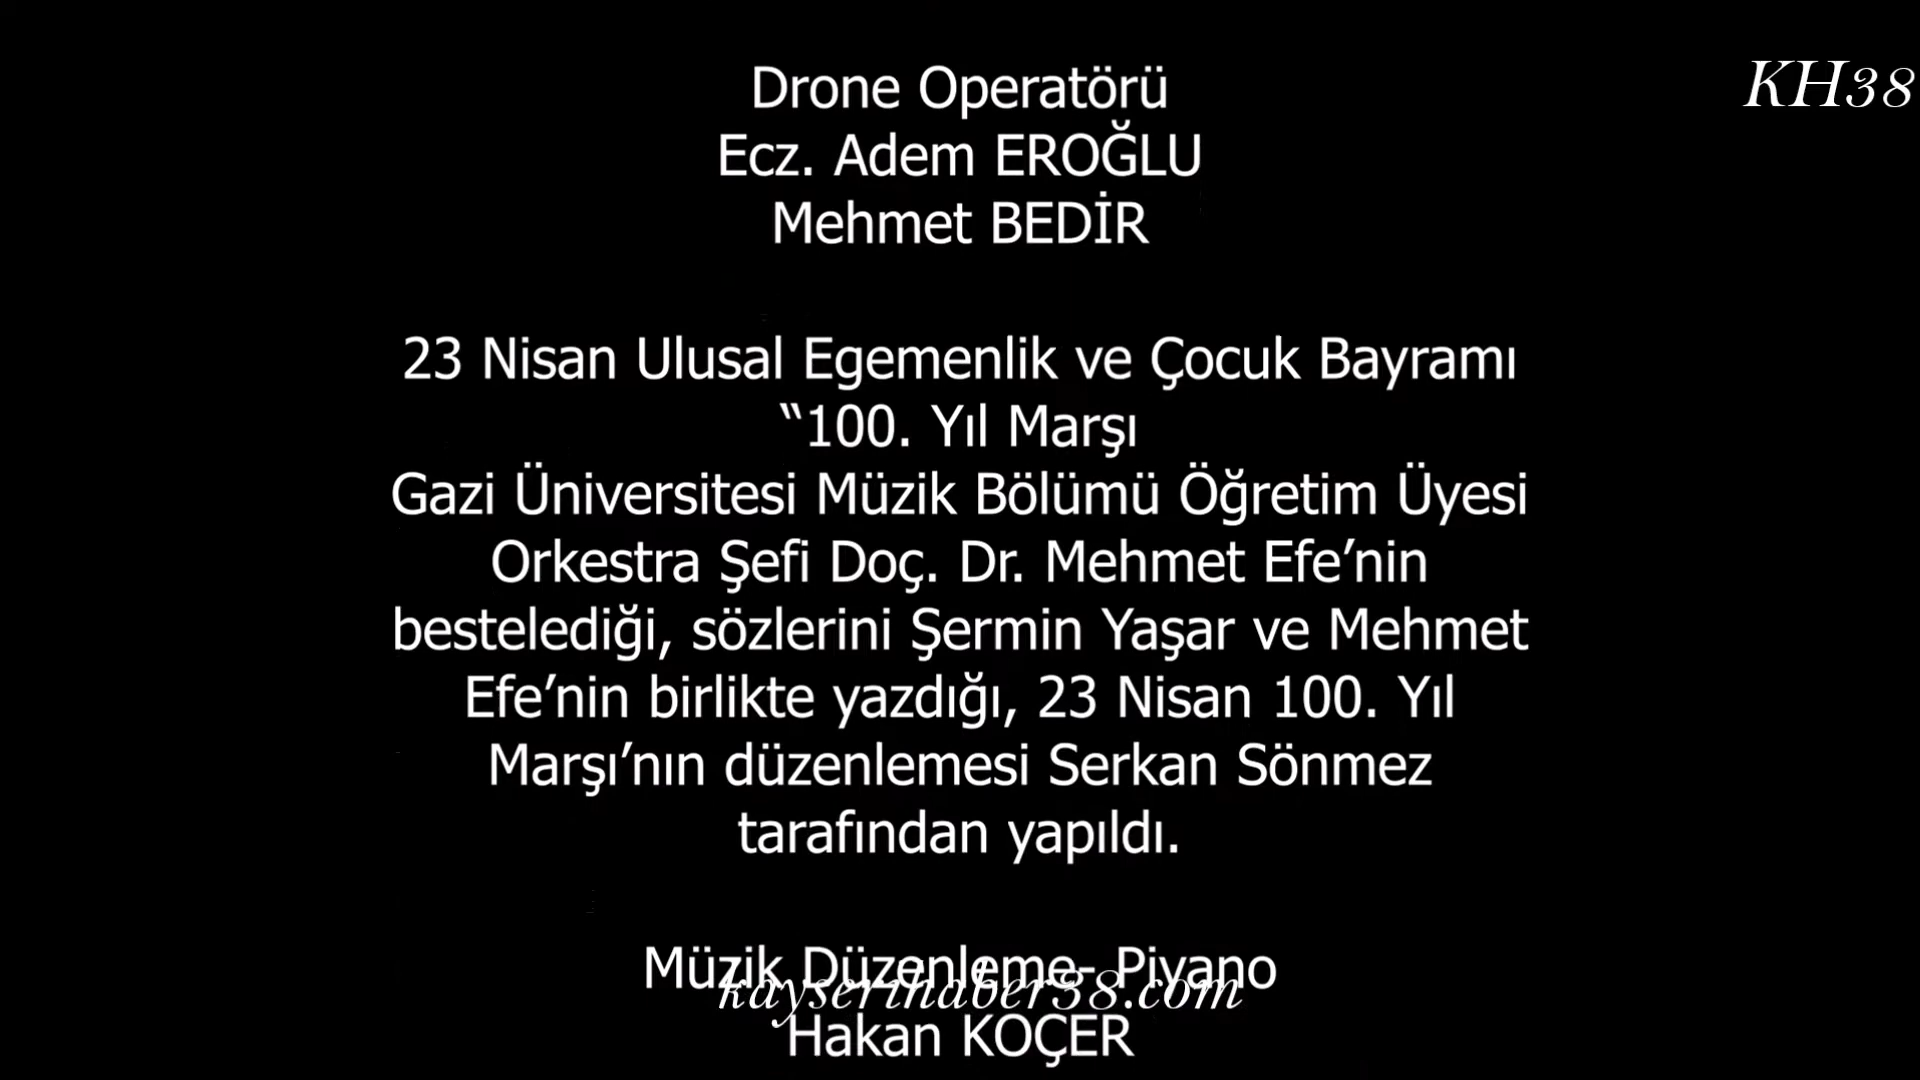 KH38
Drone Operatörü
Ecz. Adem EROĞLU
Mehmet BEDİR
23 Nisan Ulusal Egemenlik ve Çocuk Bayramı
“100. Yıl Marşı
Gazi Üniversitesi Müzik Bölümü Öğretim Üyesi
Orkestra Şefi Doç. Dr. Mehmet Efe’nin
bestelediği, sözlerini Şermin Yaşar ve Mehmet
Efe’nin birlikte yazdığı, 23 Nisan 100. Yıl
Marşı’nın düzenlemesi Serkan Sönmez
tarafından yapıldı.
Müzik Düzenleme- Piyano
kayserihaber38.com
Hakan KOÇER